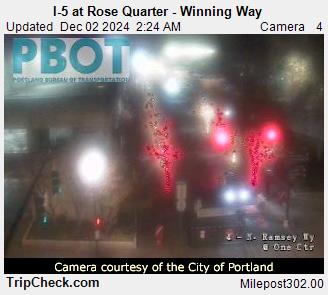 I-5 at Rose Quarter - Winning Way
Updated Dec 02 2024 2:24 AM Camera 4
PBOT
PORTLAND BUREAU OF TRANSPORTATION
4 - N. Ramsey Wy
@ One Ctr
Camera courtesy of the City of Portland
TripCheck.com Milepost302.00